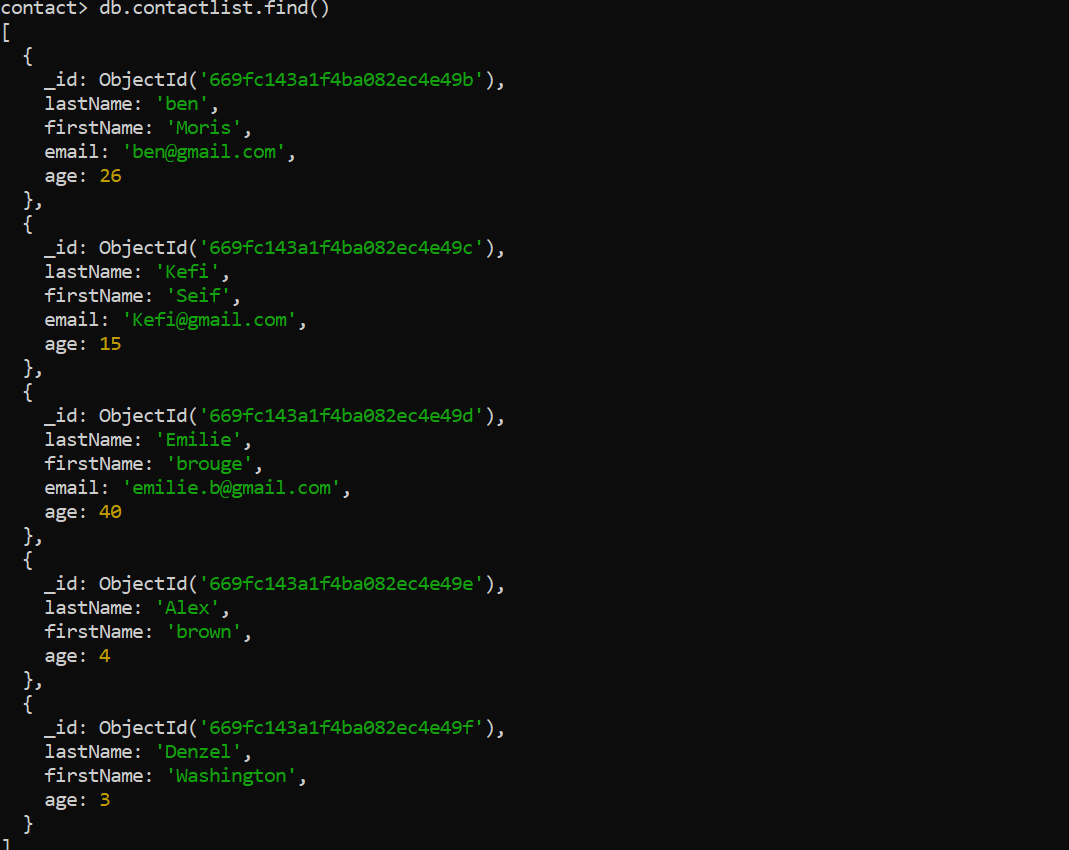 contact> db.contactlist.find()
[
  {
    _id: ObjectId('669fc143a1f4ba082ec4e49b'),
    lastName: 'ben',
    firstName: 'Moris',
    email: 'ben@gmail.com',
    age: 26
  },
  {
    _id: ObjectId('669fc143a1f4ba082ec4e49c'),
    lastName: 'Kefi',
    firstName: 'Seif',
    email: 'Kefi@gmail.com',
    age: 15
  },
  {
    _id: ObjectId('669fc143a1f4ba082ec4e49d'),
    lastName: 'Emilie',
    firstName: 'brouge',
    email: 'emilie.b@gmail.com',
    age: 40
  },
  {
    _id: ObjectId('669fc143a1f4ba082ec4e49e'),
    lastName: 'Alex',
    firstName: 'brown',
    age: 4
  },
  {
    _id: ObjectId('669fc143a1f4ba082ec4e49f'),
    lastName: 'Denzel',
    firstName: 'Washington',
    age: 3
  }
]